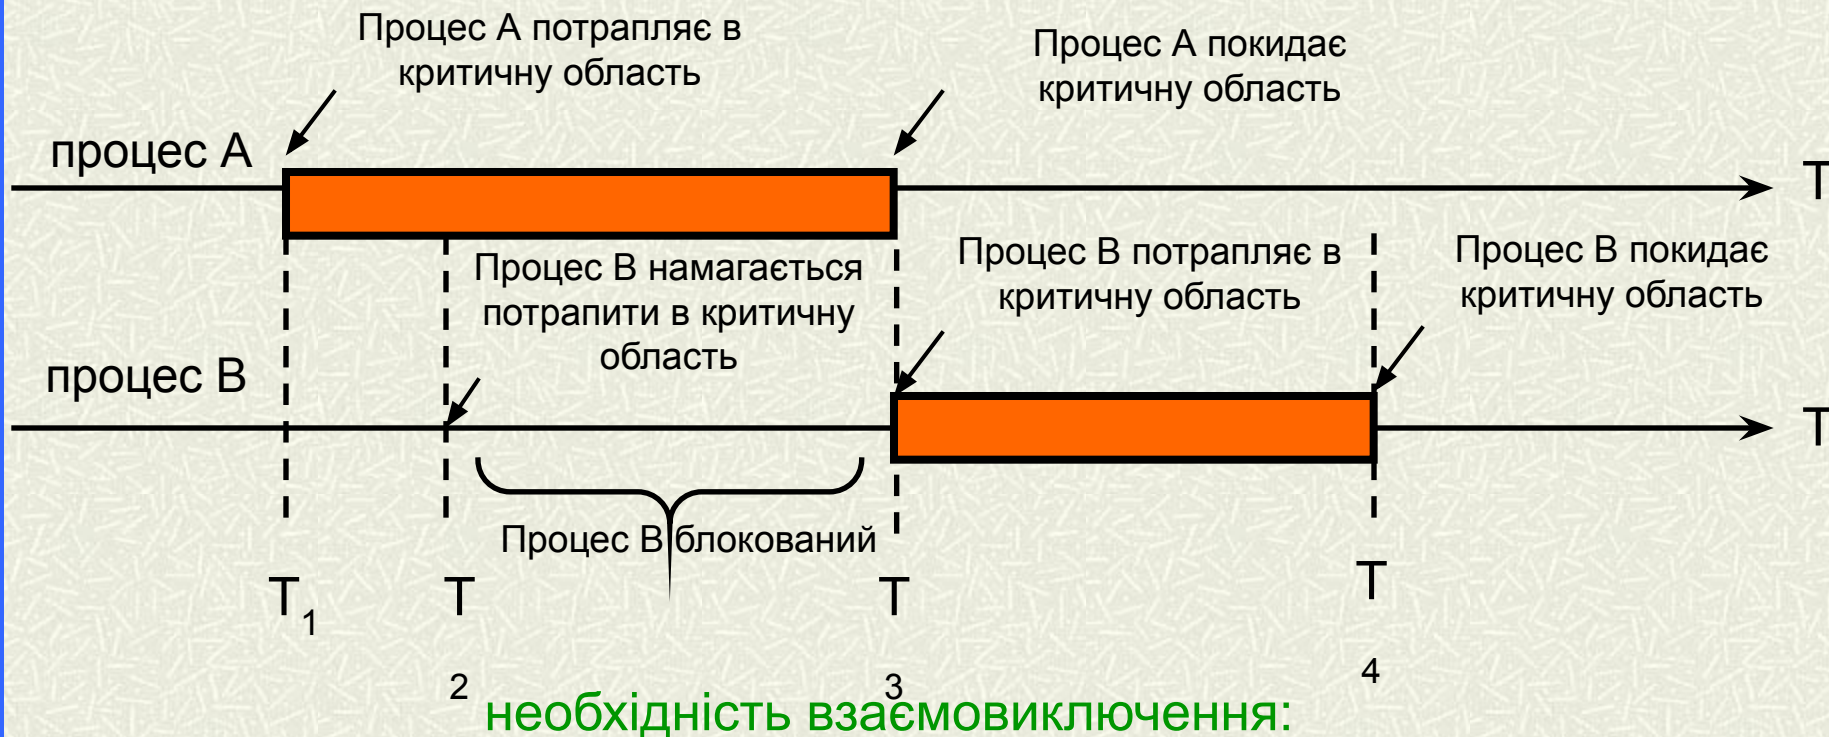 Процес А потрапляє в
критичну область
Процес А покидає
критичну область
процес А
Т
Процес В намагається
потрапити в критичну
область
Процес В потрапляє в
критичну область
Процес В покидає
критичну область
процес В
Т
Процес В блокований
Т1
Т
2
Т
3
Т
4
необхідність взаємовиключення: